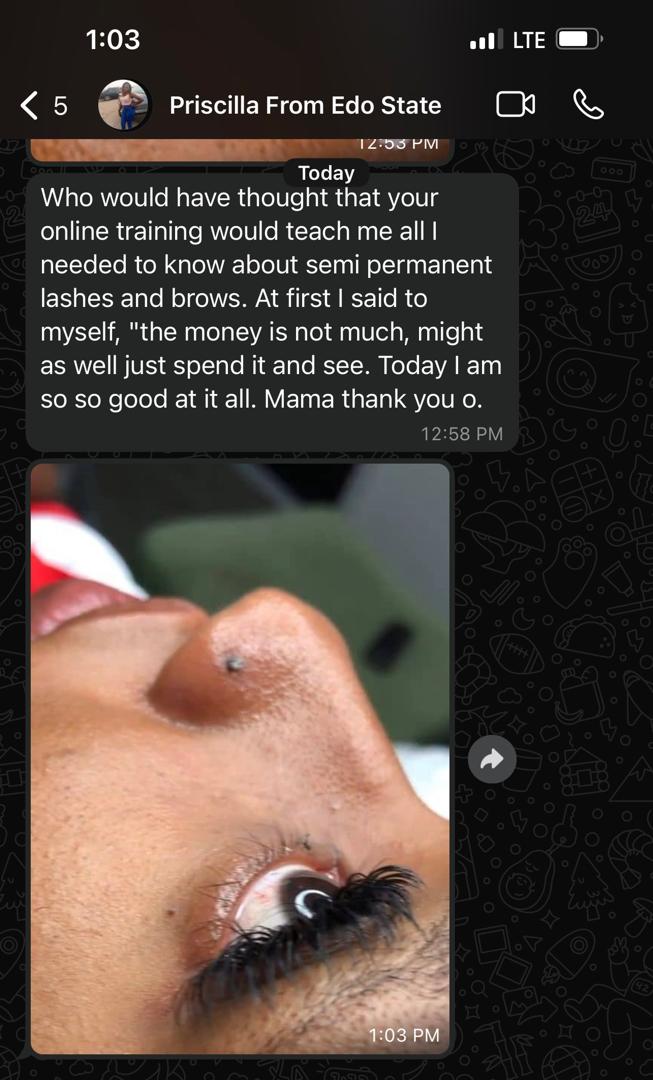 1:03
LTE
5
Priscilla From Edo State
12:53 PM
Today
Who would have thought that your
online training would teach me all I
needed to know about semi permanent
lashes and brows. At first I said to
myself, "the money is not much, might
as well just spend it and see. Today I am
so so good at it all. Mama thank you o.
12:58 PM
1:03 PM